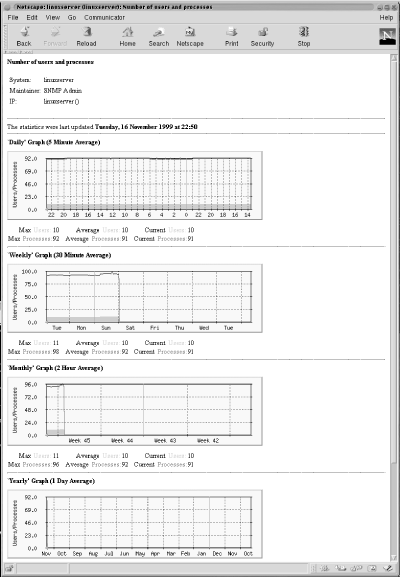 Netscape: linuxserver (linuxserver): Number of users and processes
File Edit View Go Communicator Help
Back Forward Reload Home Search Netscape Print Security Stop
N
Number of users and processes
System: linuxserver
Maintainer: SNMP Admin
IP: linuxserver ()
The statistics were last updated Tuesday, 16 November 1999 at 22:50
'Daily' Graph (5 Minute Average)
Users/Processes
92.0
69.0
46.0
23.0
0.0
22 20 18 16 14 12 10 8 6 4 2 0 22 20 18 16 14
Max Users: 10 Average Users: 10 Current Users: 10
Max Processes: 92 Average Processes: 92 Current Processes: 91
'Weekly' Graph (30 Minute Average)
Users/Processes
100.0
75.0
50.0
25.0
0.0
Tue Mon Sun Sat Fri Thu Wed Tue
Max Users: 11 Average Users: 10 Current Users: 10
Max Processes: 98 Average Processes: 92 Current Processes: 91
'Monthly' Graph (2 Hour Average)
Users/Processes
96.0
72.0
48.0
24.0
0.0
Week 45 Week 44 Week 43 Week 42
Max Users: 11 Average Users: 10 Current Users: 10
Max Processes: 96 Average Processes: 92 Current Processes: 91
'Yearly' Graph (1 Day Average)
Users/Processes
92.0
69.0
46.0
23.0
0.0
Nov Oct Sep Aug Jul Jun May Apr Mar Feb Jan Dec Nov Oct